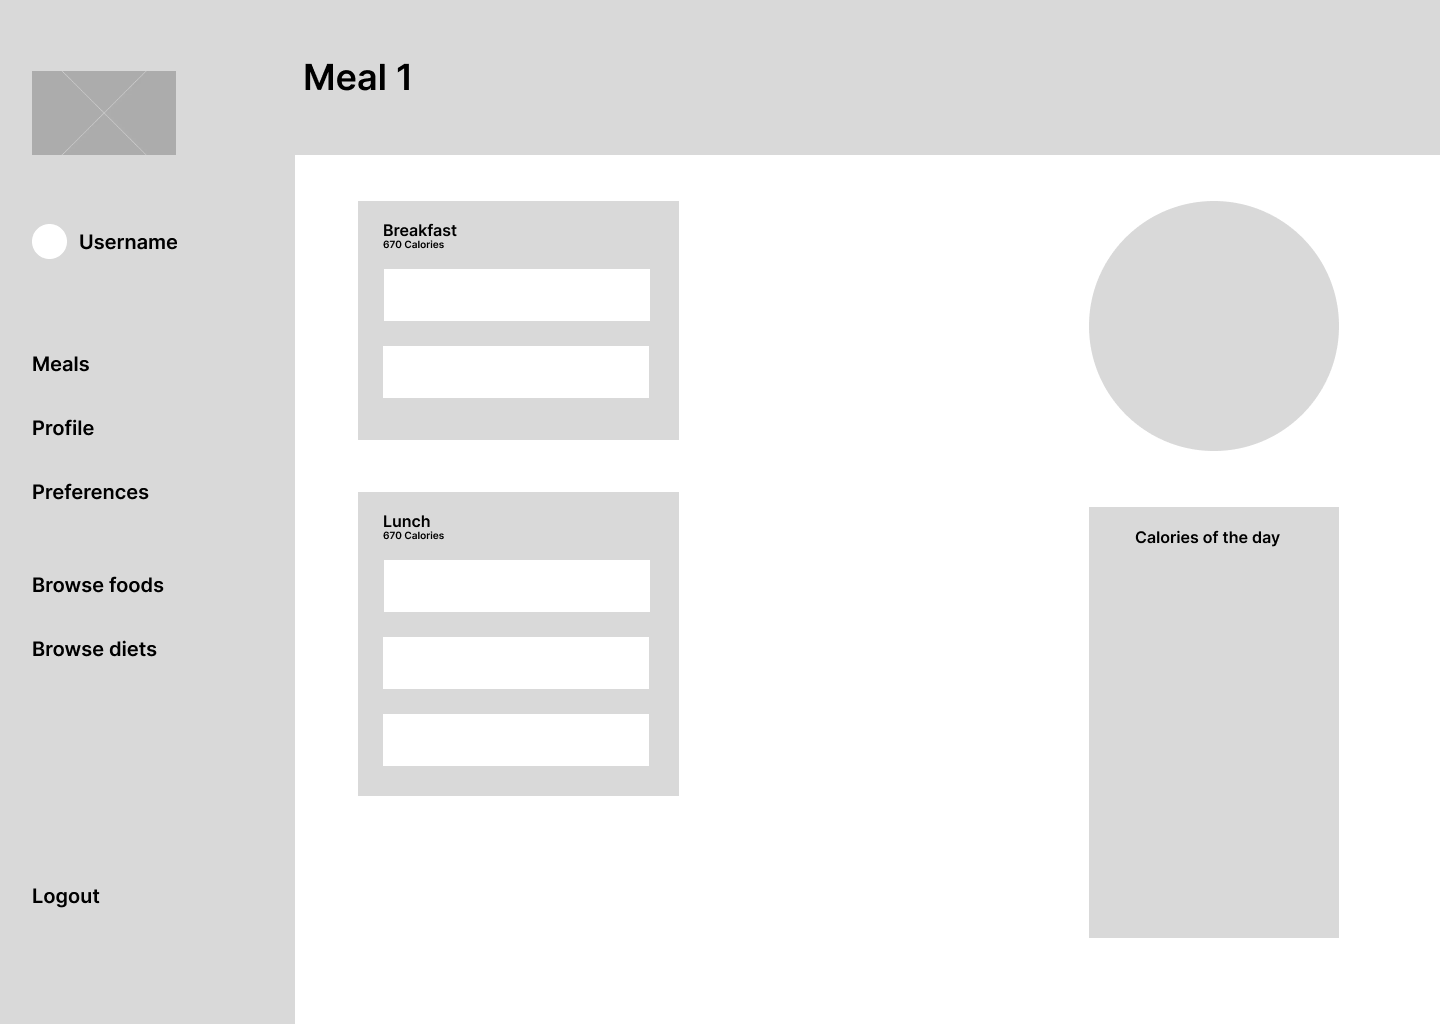 Meal 1
Username
Meals
Profile
Preferences
Browse foods
Browse diets
Logout
Breakfast
670 Calories
Lunch
670 Calories
Calories of the day